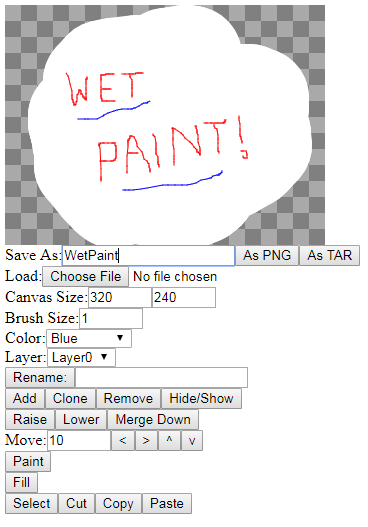 WET
PAINT!
Save As:WetPaint As PNG As TAR
Load:Choose File No file chosen
Canvas Size:320 240
Brush Size:1
Color:Blue
Layer:Layer0
Rename:
Add Clone Remove Hide/Show
Raise Lower Merge Down
Move:10 < > ^ v
Paint
Fill
Select Cut Copy Paste